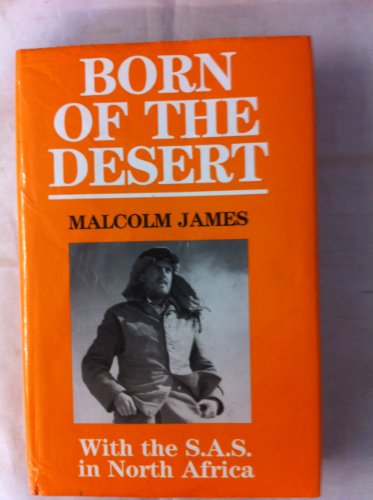 BORN
OF THE
DESERT
MALCOLM JAMES
With the S.A.S.
in North Africa